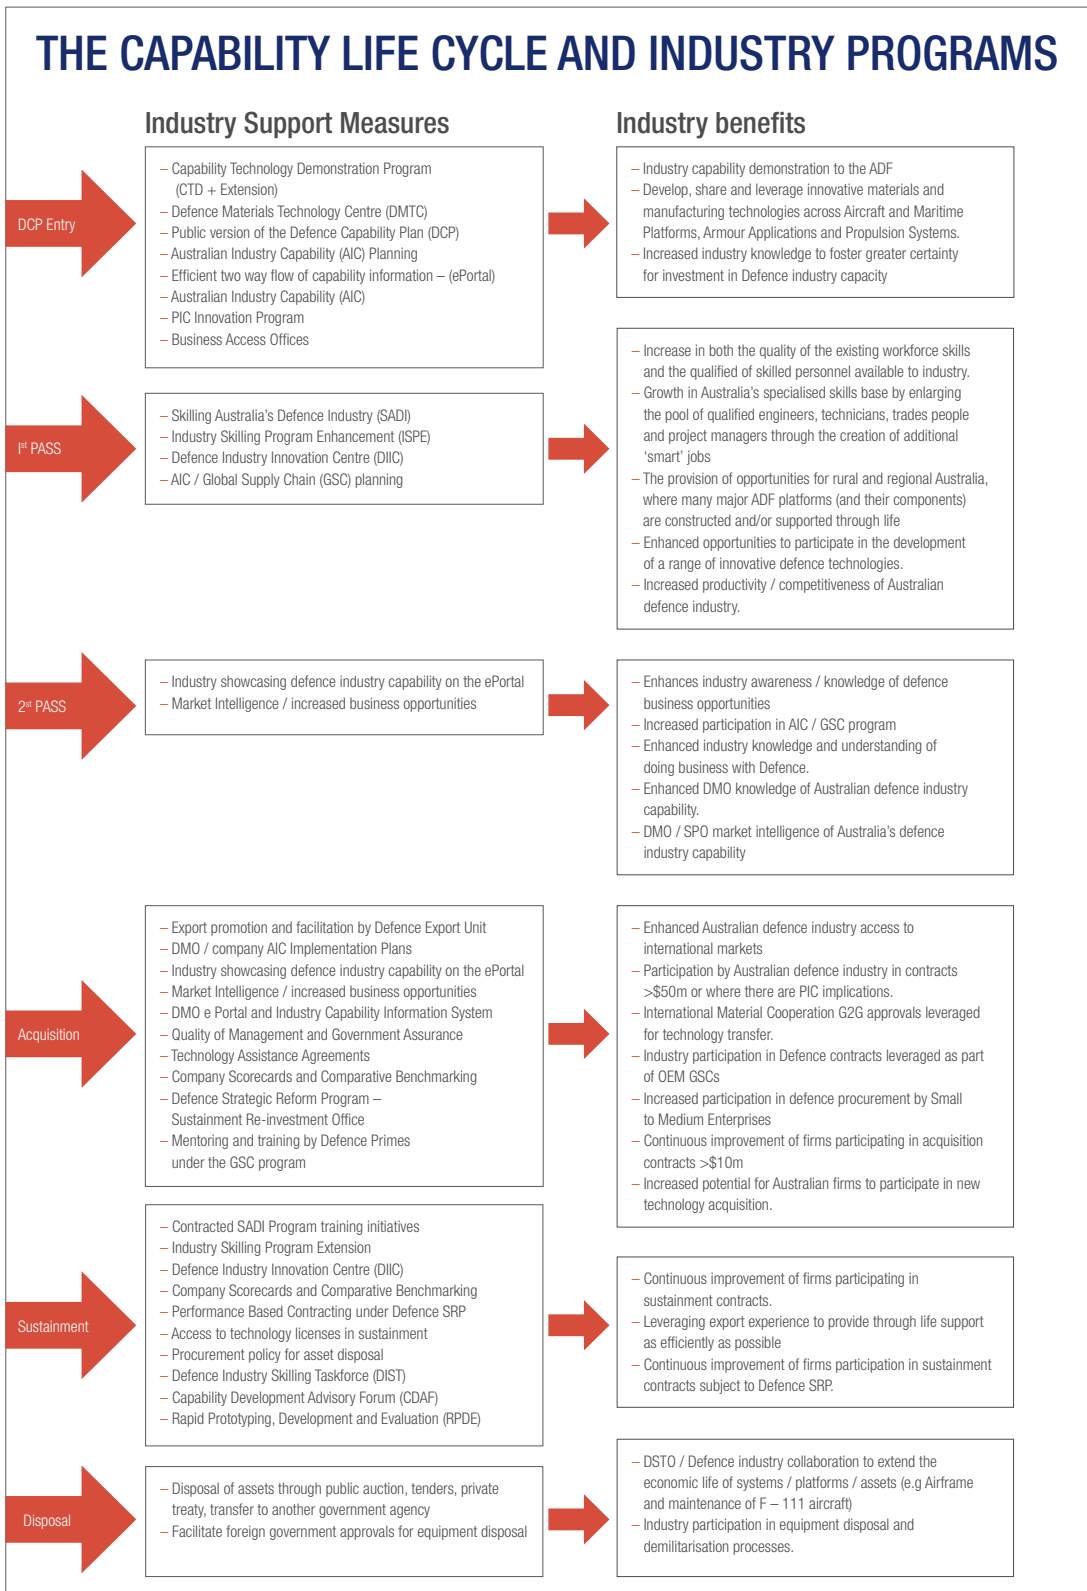 THE CAPABILITY LIFE CYCLE AND INDUSTRY PROGRAMS
Industry Support Measures
Industry benefits
DCP Entry
– Capability Technology Demonstration Program
(CTD + Extension)
– Defence Materials Technology Centre (DMTC)
– Public version of the Defence Capability Plan (DCP)
– Australian Industry Capability (AIC) Planning
– Efficient two way flow of capability information – (ePortal)
– Australian Industry Capability (AIC)
– PIC Innovation Program
– Business Access Offices
– Industry capability demonstration to the ADF
– Develop, share and leverage innovative materials and
manufacturing technologies across Aircraft and Maritime
Platforms, Armour Applications and Propulsion Systems.
– Increased industry knowledge to foster greater certainty
for investment in Defence industry capacity
Ist PASS
– Skilling Australia's Defence Industry (SADI)
– Industry Skilling Program Enhancement (ISPE)
– Defence Industry Innovation Centre (DIIC)
– AIC / Global Supply Chain (GSC) planning
– Increase in both the quality of the existing workforce skills
and the qualified of skilled personnel available to industry.
– Growth in Australia's specialised skills base by enlarging
the pool of qualified engineers, technicians, trades people
and project managers through the creation of additional
'smart' jobs
– The provision of opportunities for rural and regional Australia,
where many major ADF platforms (and their components)
are constructed and/or supported through life
– Enhanced opportunities to participate in the development
of a range of innovative defence technologies.
– Increased productivity / competitiveness of Australian
defence industry.
2st PASS
– Industry showcasing defence industry capability on the ePortal
– Market Intelligence / increased business opportunities
– Enhances industry awareness / knowledge of defence
business opportunities
– Increased participation in AIC / GSC program
– Enhanced industry knowledge and understanding of
doing business with Defence.
– Enhanced DMO knowledge of Australian defence industry
capability.
– DMO / SPO market intelligence of Australia's defence
industry capability
Acquisition
– Export promotion and facilitation by Defence Export Unit
– DMO / company AIC Implementation Plans
– Industry showcasing defence industry capability on the ePortal
– Market Intelligence / increased business opportunities
– DMO e Portal and Industry Capability Information System
– Quality of Management and Government Assurance
– Technology Assistance Agreements
– Company Scorecards and Comparative Benchmarking
– Defence Strategic Reform Program –
Sustainment Re-investment Office
– Mentoring and training by Defence Primes
under the GSC program
– Enhanced Australian defence industry access to
international markets
– Participation by Australian defence industry in contracts
>$50m or where there are PIC implications.
– International Material Cooperation G2G approvals leveraged
for technology transfer.
– Industry participation in Defence contracts leveraged as part
of OEM GSCs
– Increased participation in defence procurement by Small
to Medium Enterprises
– Continuous improvement of firms participating in acquisition
contracts >$10m
– Increased potential for Australian firms to participate in new
technology acquisition.
Sustainment
– Contracted SADI Program training initiatives
– Industry Skilling Program Extension
– Defence Industry Innovation Centre (DIIC)
– Company Scorecards and Comparative Benchmarking
– Performance Based Contracting under Defence SRP
– Access to technology licenses in sustainment
– Procurement policy for asset disposal
– Defence Industry Skilling Taskforce (DIST)
– Capability Development Advisory Forum (CDAF)
– Rapid Prototyping, Development and Evaluation (RPDE)
– Continuous improvement of firms participating in
sustainment contracts.
– Leveraging export experience to provide through life support
as efficiently as possible
– Continuous improvement of firms participation in sustainment
contracts subject to Defence SRP.
Disposal
– Disposal of assets through public auction, tenders, private
treaty, transfer to another government agency
– Facilitate foreign government approvals for equipment disposal
– DSTO / Defence industry collaboration to extend the
economic life of systems / platforms / assets (e.g Airframe
and maintenance of F – 111 aircraft)
– Industry participation in equipment disposal and
demilitarisation processes.